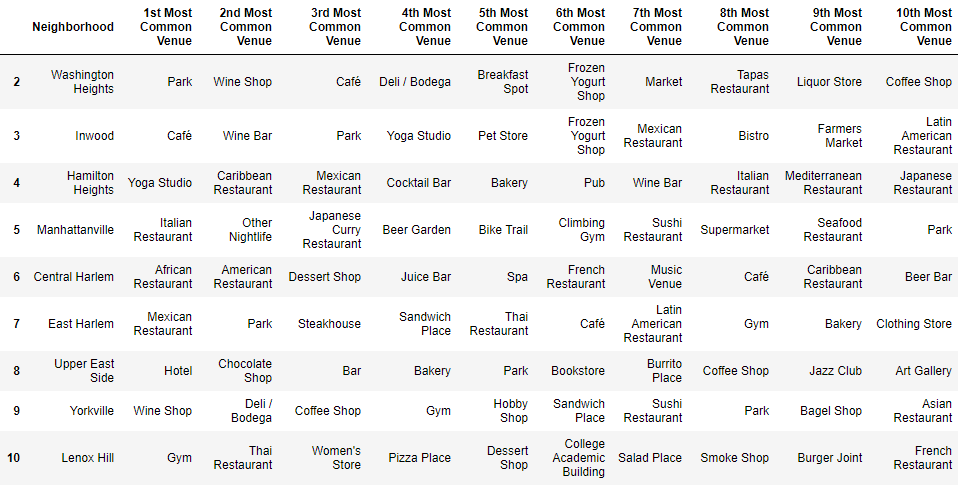 Neighborhood 1st Most Common Venue 2nd Most Common Venue 3rd Most Common Venue 4th Most Common Venue 5th Most Common Venue 6th Most Common Venue 7th Most Common Venue 8th Most Common Venue 9th Most Common Venue 10th Most Common Venue
2 Washington Heights Park Wine Shop Café Deli / Bodega Breakfast Spot Frozen Yogurt Shop Market Tapas Restaurant Liquor Store Coffee Shop
3 Inwood Café Wine Bar Park Yoga Studio Pet Store Frozen Yogurt Shop Mexican Restaurant Bistro Farmers Market Latin American Restaurant
4 Hamilton Heights Yoga Studio Caribbean Restaurant Mexican Restaurant Cocktail Bar Bakery Pub Wine Bar Italian Restaurant Mediterranean Restaurant Japanese Restaurant
5 Manhattanville Italian Restaurant Other Nightlife Japanese Curry Restaurant Beer Garden Bike Trail Climbing Gym Sushi Restaurant Supermarket Seafood Restaurant Park
6 Central Harlem African Restaurant American Restaurant Dessert Shop Juice Bar Spa French Restaurant Music Venue Café Caribbean Restaurant Beer Bar
7 East Harlem Mexican Restaurant Park Steakhouse Sandwich Place Thai Restaurant Café Latin American Restaurant Gym Bakery Clothing Store
8 Upper East Side Hotel Chocolate Shop Bar Bakery Park Bookstore Burrito Place Coffee Shop Jazz Club Art Gallery
9 Yorkville Wine Shop Deli / Bodega Coffee Shop Gym Hobby Shop Sandwich Place Sushi Restaurant Park Bagel Shop Asian Restaurant
10 Lenox Hill Gym Thai Restaurant Women's Store Pizza Place Dessert Shop College Academic Building Salad Place Smoke Shop Burger Joint French Restaurant